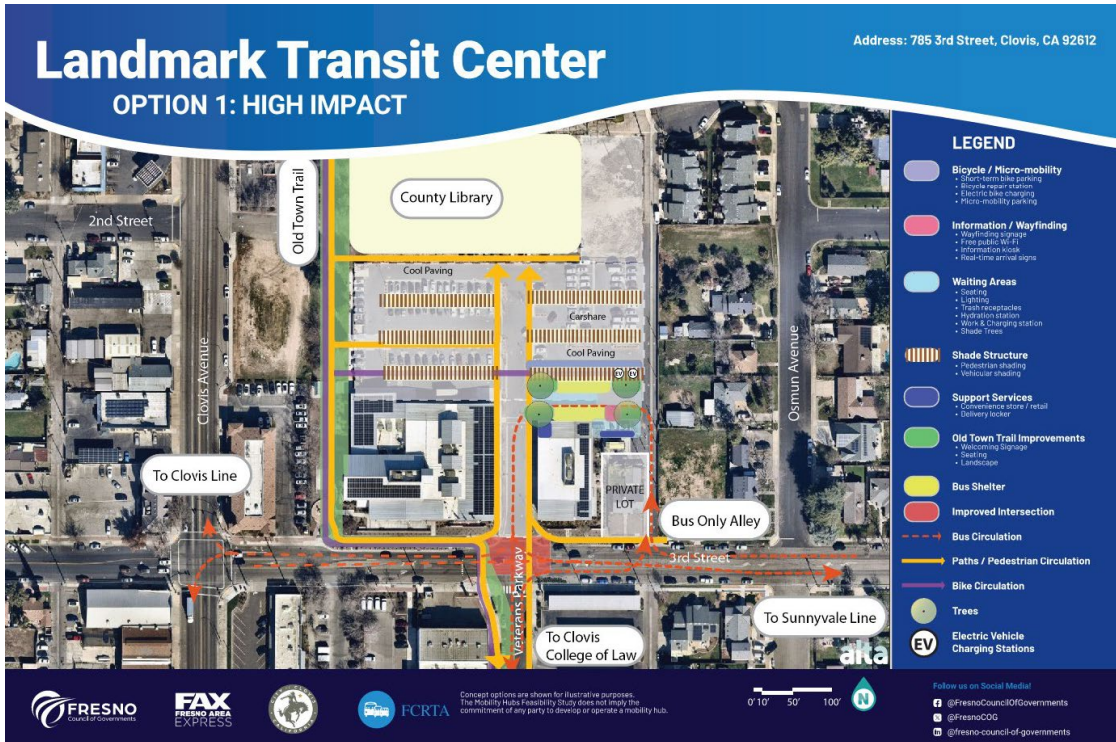 Landmark Transit Center
OPTION 1: HIGH IMPACT
Address: 785 3rd Street, Clovis, CA 92612
2nd Street
Clovis Avenue
Old Town Trail
County Library
Cool Paving
Carshare
Cool Paving
EV EV
PRIVATE
LOT
Osmun Avenue
To Clovis Line
Bus Only Alley
3rd Street
Veterans Parkway
To Clovis
College of Law
To Sunnyvale Line
alta
LEGEND
Bicycle / Micro-mobility
• Short-term bike parking
• Bicycle repair station
• Electric bike charging
• Micro-mobility parking
Information / Wayfinding
• Wayfinding signage
• Free public Wi-Fi
• Information kiosk
• Real-time arrival signs
Waiting Areas
• Seating
• Lighting
• Trash receptacles
• Hydration station
• Work & Charging station
• Shade Trees
Shade Structure
• Pedestrian shading
• Vehicular shading
Support Services
• Convenience store / retail
• Delivery locker
Old Town Trail Improvements
• Welcoming Signage
• Seating
• Landscape
Bus Shelter
Improved Intersection
Bus Circulation
Paths / Pedestrian Circulation
Bike Circulation
Trees
EV
Electric Vehicle
Charging Stations
FRESNO
Council of Governments
FAX
FRESNO AREA
EXPRESS
FCRTA
Concept options are shown for illustrative purposes.
The Mobility Hubs Feasibility Study does not imply the
commitment of any party to develop or operate a mobility hub.
0' 10' 50' 100'
N
Follow us on Social Media!
@FresnoCouncilOfGovernments
@FresnoCOG
@fresno-council-of-governments